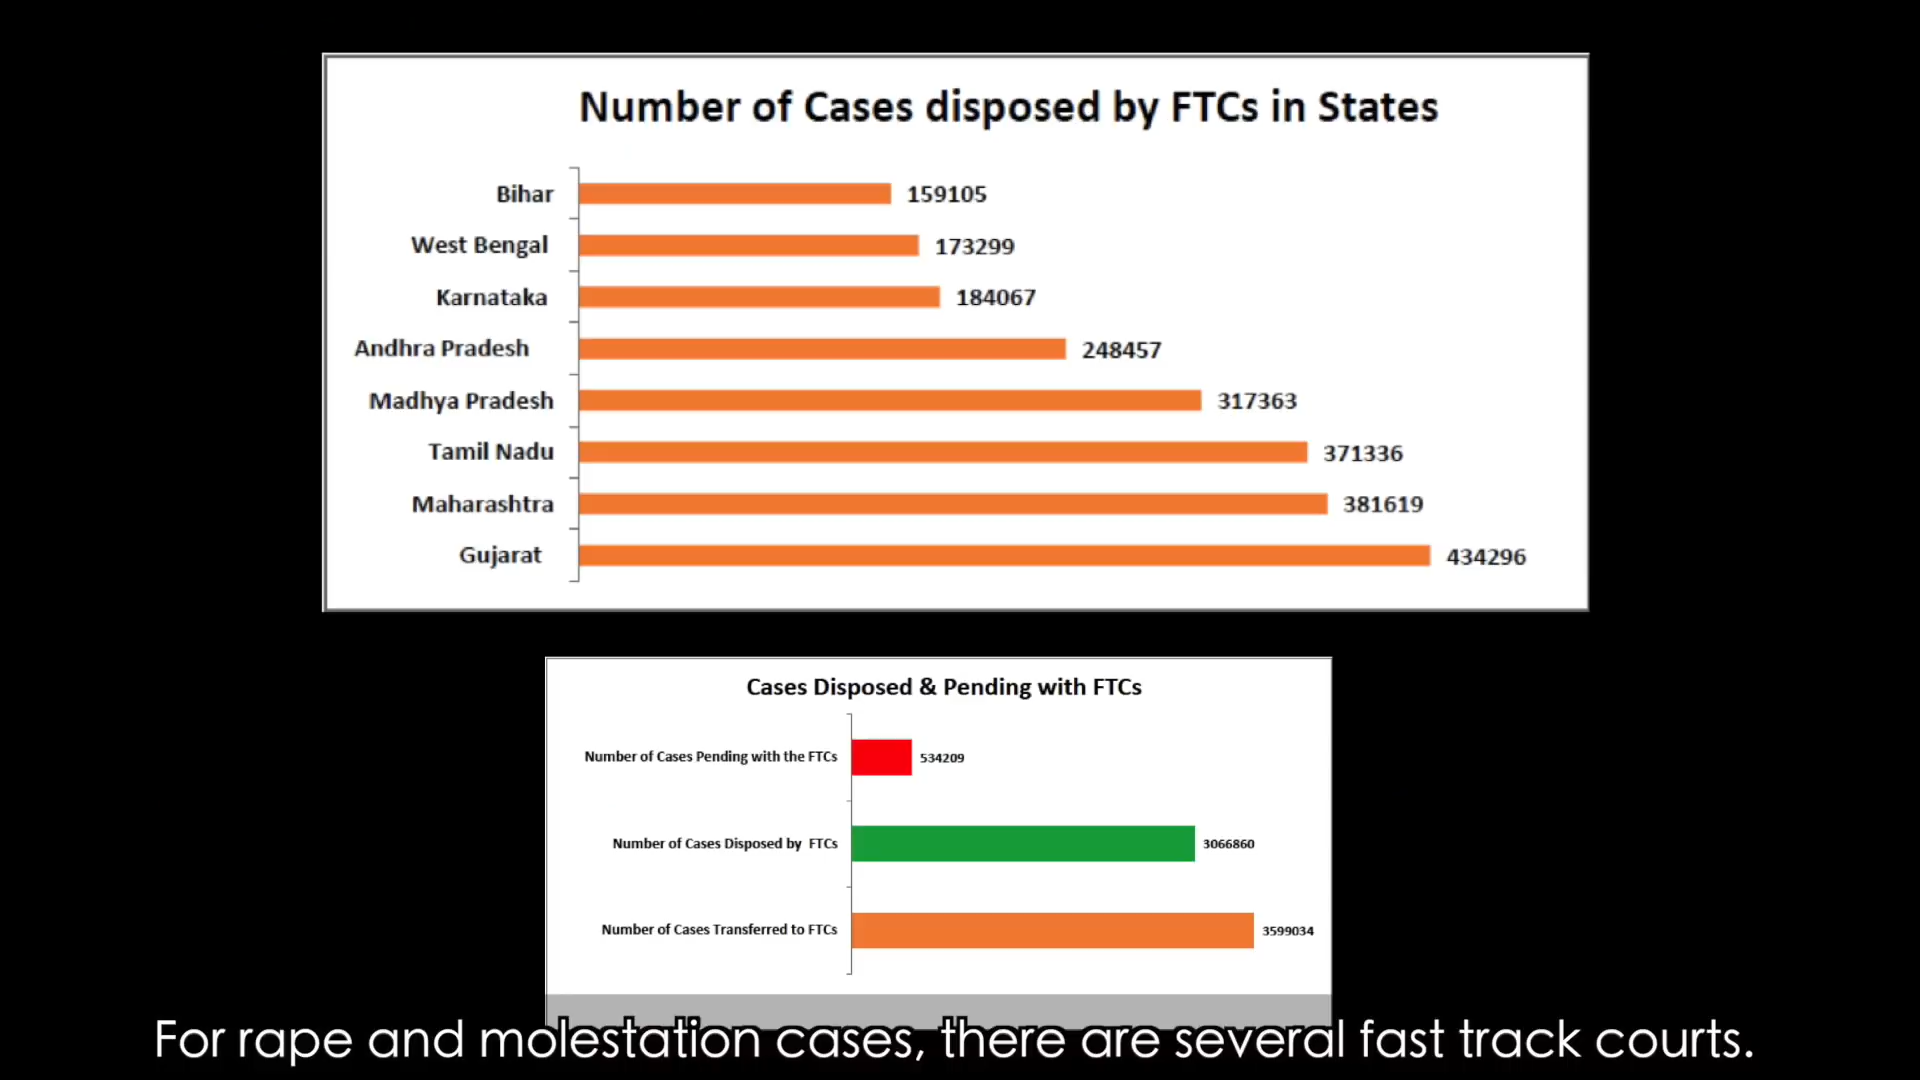 Number of Cases disposed by FTCs in States
Bihar 159105
West Bengal 173299
Karnataka 184067
Andhra Pradesh 248457
Madhya Pradesh 317363
Tamil Nadu 371336
Maharashtra 381619
Gujarat 434296
Cases Disposed & Pending with FTCs
Number of Cases Pending with the FTCs 534209
Number of Cases Disposed by FTCs 3066860
Number of Cases Transferred to FTCs 3599034
For rape and molestation cases, there are several fast track courts.